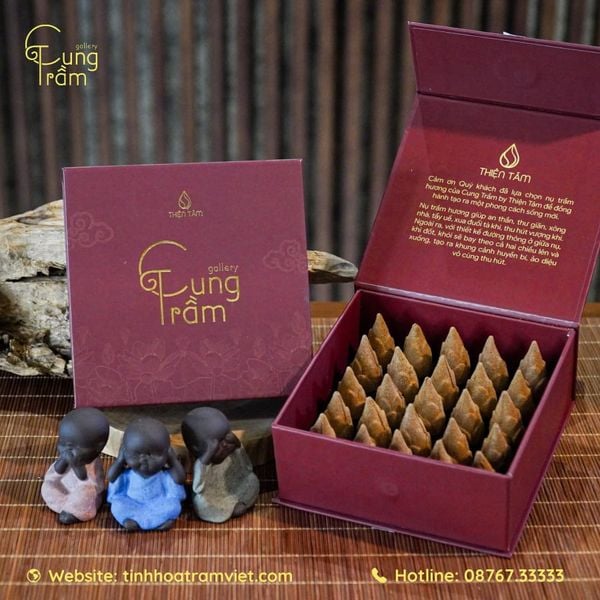 Cung
gallery
Trầm
THIỆN TÂM
Cung
gallery
Trầm
THIỆN TÂM
Cảm ơn Quý khách đã lựa chọn nụ trầm
hương của Cung Trầm by Thiện Tâm để đồng
hành tạo ra một phong cách sống mới.
Nụ trầm hương giúp an thần, thư giãn, xông
nhà, tẩy uế, xua đuổi tà khí, thu hút vượng khí.
Ngoài ra, với thiết kế đường thông ở giữa nụ,
khi đốt, khói sẽ bay theo cả hai chiều lên và
xuống, tạo ra khung cảnh huyền bí, ảo diệu
vô cùng thu hút.
Website: tinhhoatramviet.com
Hotline: 08767.33333